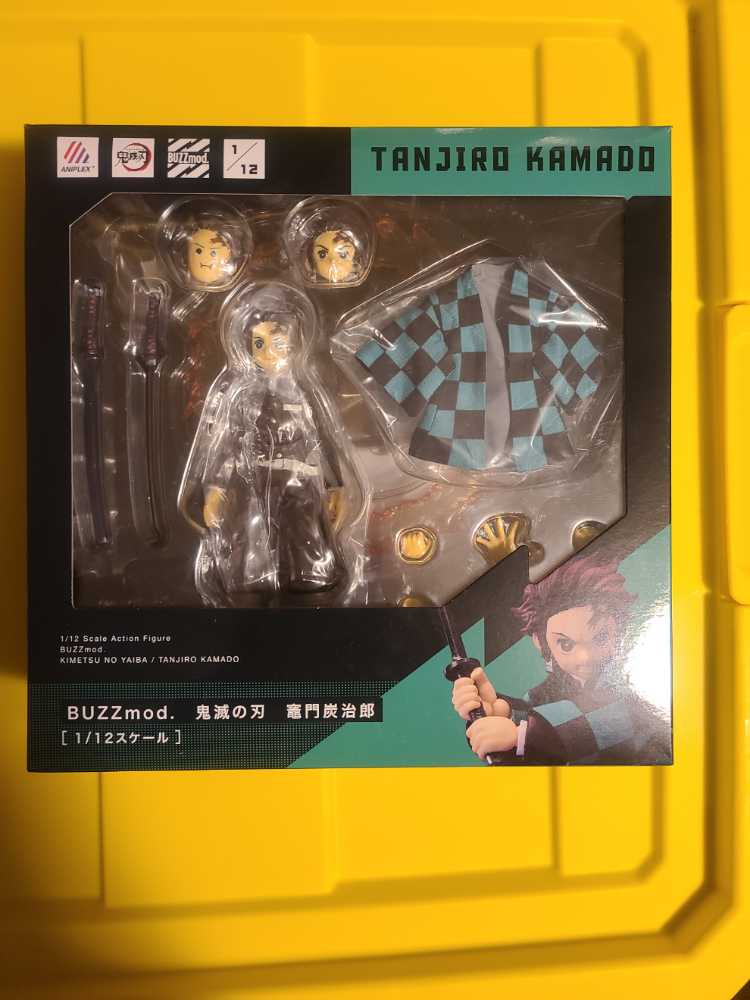 ANIPLEX
鬼滅の刃
BUZZmod.
1/12
TANJIRO KAMADO
1/12 Scale Action Figure
BUZZmod.
KIMETSU NO YAIBA / TANJIRO KAMADO
BUZZmod. 鬼滅の刃 竈門炭治郎
[ 1/12スケール ]